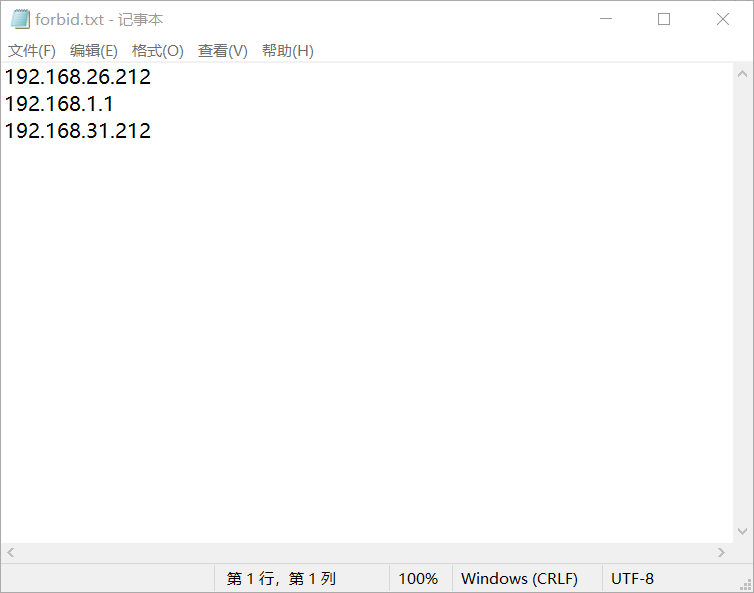 forbid.txt - 记事本
文件(F) 编辑(E) 格式(O) 查看(V) 帮助(H)
192.168.26.212
192.168.1.1
192.168.31.212
第 1 行，第 1 列 100% Windows (CRLF) UTF-8